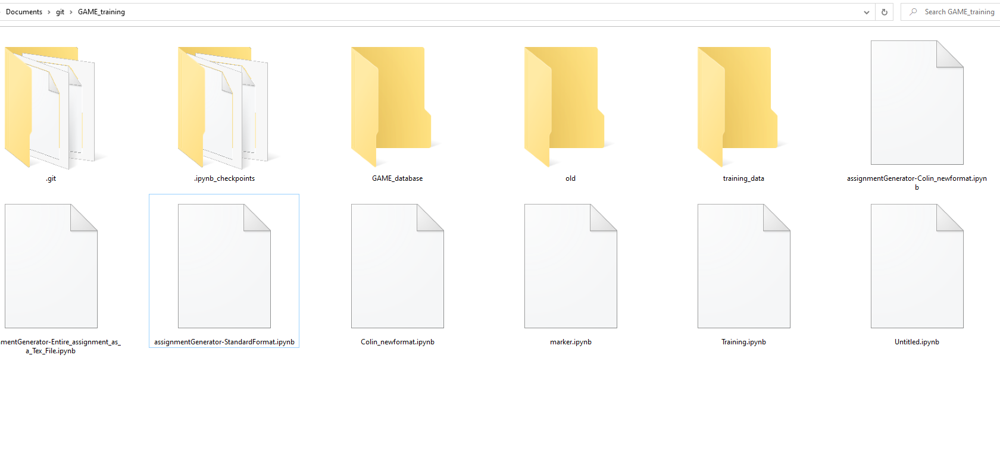 Documents > git > GAME_training
Search GAME_training
.git
.ipynb_checkpoints
GAME_database
old
training_data
assignmentGenerator-Colin_newformat.ipyn
b
mentGenerator-Entire_assignment_as_
a_Tex_File.ipynb
assignmentGenerator-StandardFormat.ipynb
Colin_newformat.ipynb
marker.ipynb
Training.ipynb
Untitled.ipynb